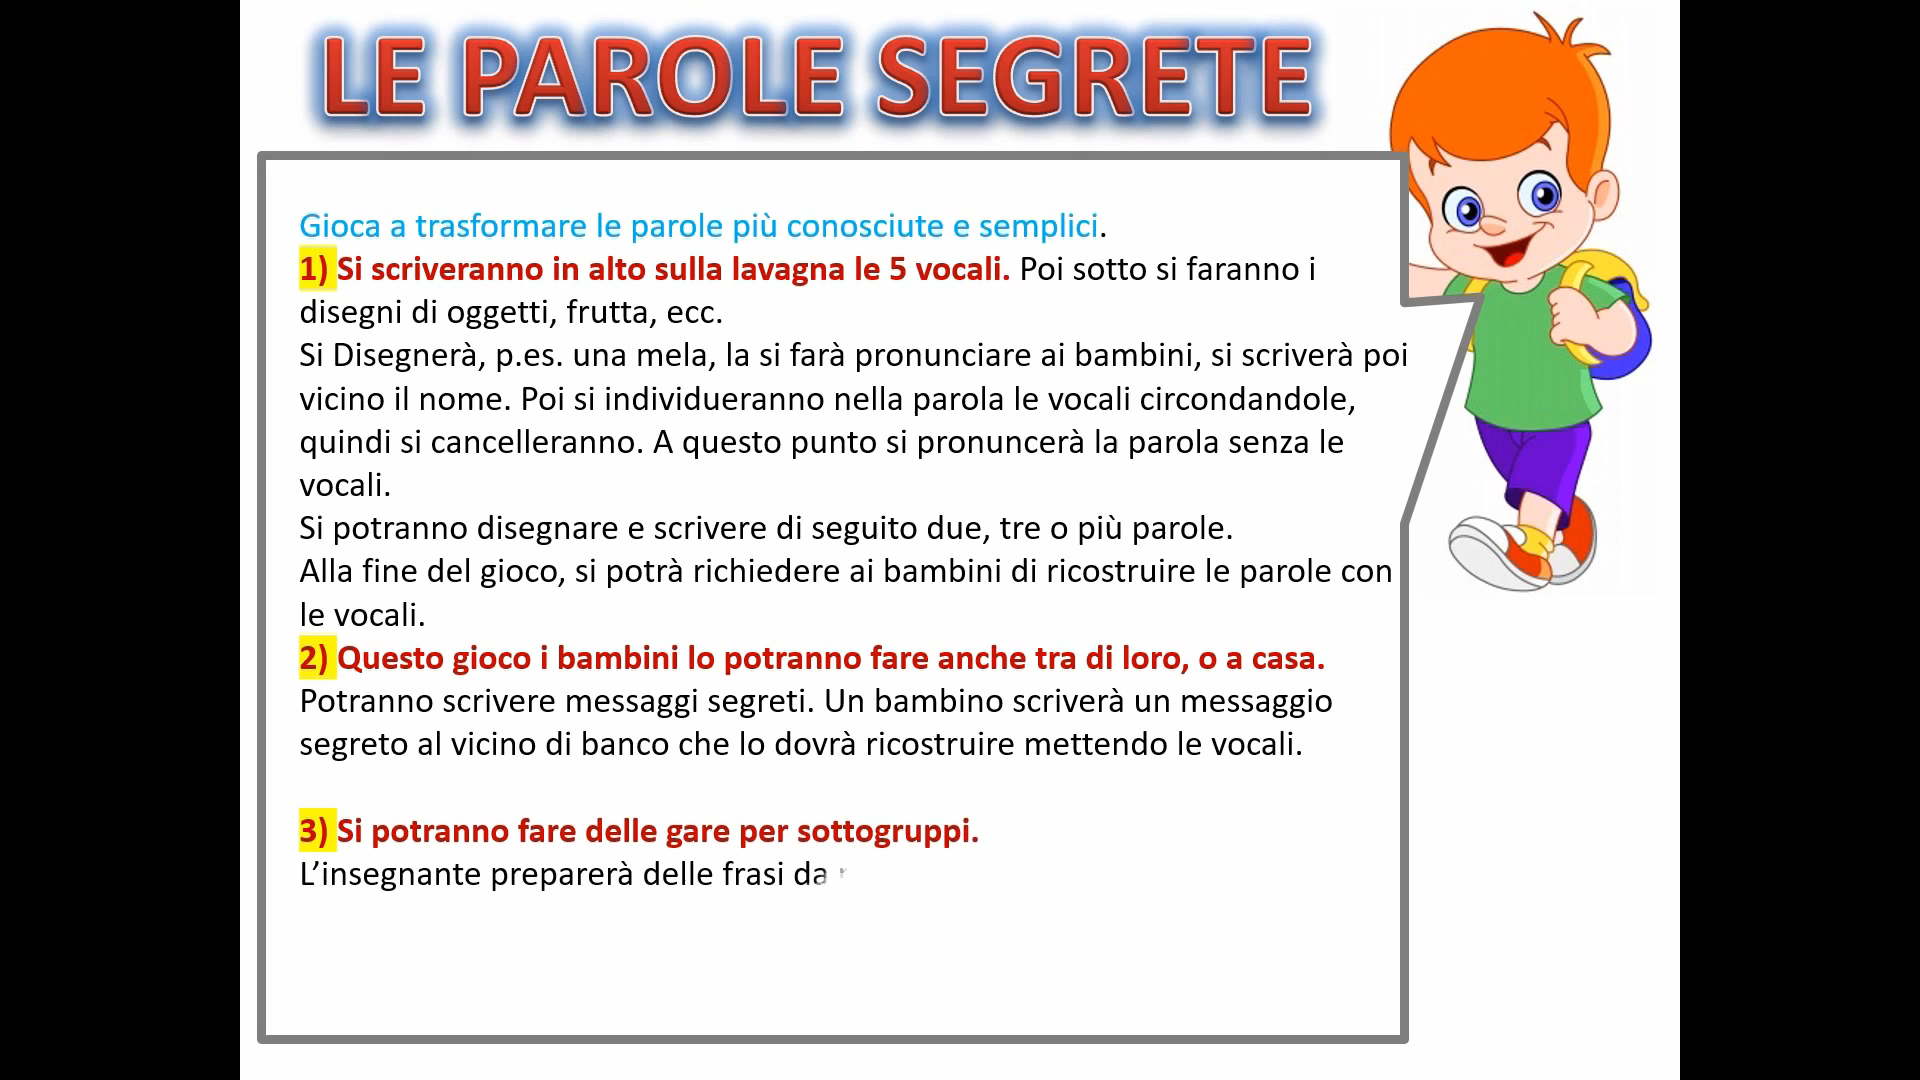 LE PAROLE SEGRETE
Gioca a trasformare le parole più conosciute e semplici.
1) Si scriveranno in alto sulla lavagna le 5 vocali. Poi sotto si faranno i
disegni di oggetti, frutta, ecc.
Si Disegnerà, p.es. una mela, la si farà pronunciare ai bambini, si scriverà poi
vicino il nome. Poi si individueranno nella parola le vocali circondandole,
quindi si cancelleranno. A questo punto si pronuncerà la parola senza le
vocali.
Si potranno disegnare e scrivere di seguito due, tre o più parole.
Alla fine del gioco, si potrà richiedere ai bambini di ricostruire le parole con
le vocali.
2) Questo gioco i bambini lo potranno fare anche tra di loro, o a casa.
Potranno scrivere messaggi segreti. Un bambino scriverà un messaggio
segreto al vicino di banco che lo dovrà ricostruire mettendo le vocali.
3) Si potranno fare delle gare per sottogruppi.
L’insegnante preparerà delle frasi da